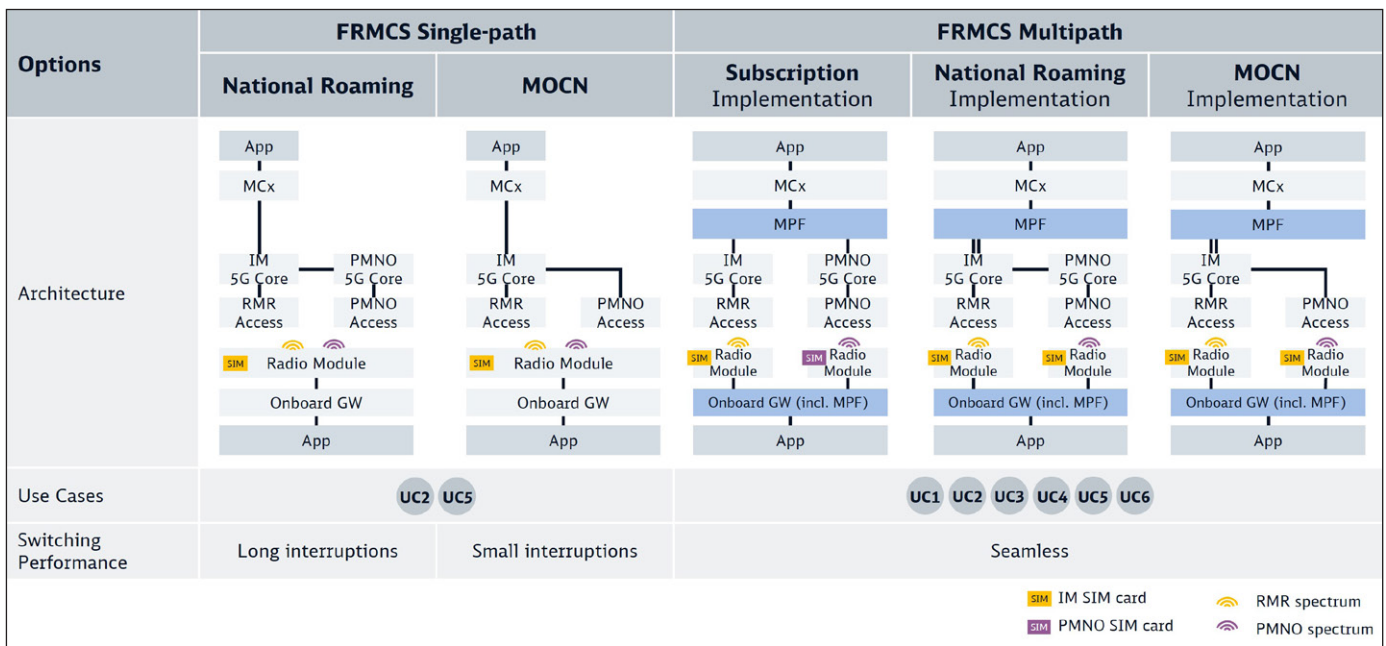 Options
FRMCS Single-path
FRMCS Multipath
National Roaming
MOCN
Subscription
Implementation
National Roaming
Implementation
MOCN
Implementation
Architecture
App
MCx
IM
5G Core
PMNO
5G Core
RMR
Access
PMNO
Access
SIM
Radio Module
Onboard GW
App
App
MCx
IM
5G Core
RMR
Access
PMNO
Access
SIM
Radio Module
Onboard GW
App
App
MCx
MPF
IM
5G Core
PMNO
5G Core
RMR
Access
PMNO
Access
SIM Radio
Module
SIM Radio
Module
Onboard GW (incl. MPF)
App
App
MCx
MPF
IM
5G Core
PMNO
5G Core
RMR
Access
PMNO
Access
SIM Radio
Module
SIM Radio
Module
Onboard GW (incl. MPF)
App
App
MCx
MPF
IM
5G Core
RMR
Access
PMNO
Access
SIM Radio
Module
SIM Radio
Module
Onboard GW (incl. MPF)
App
Use Cases
UC2 UC5
UC1 UC2 UC3 UC4 UC5 UC6
Switching
Performance
Long interruptions
Small interruptions
Seamless
SIM IM SIM card
RMR spectrum
SIM PMNO SIM card
PMNO spectrum